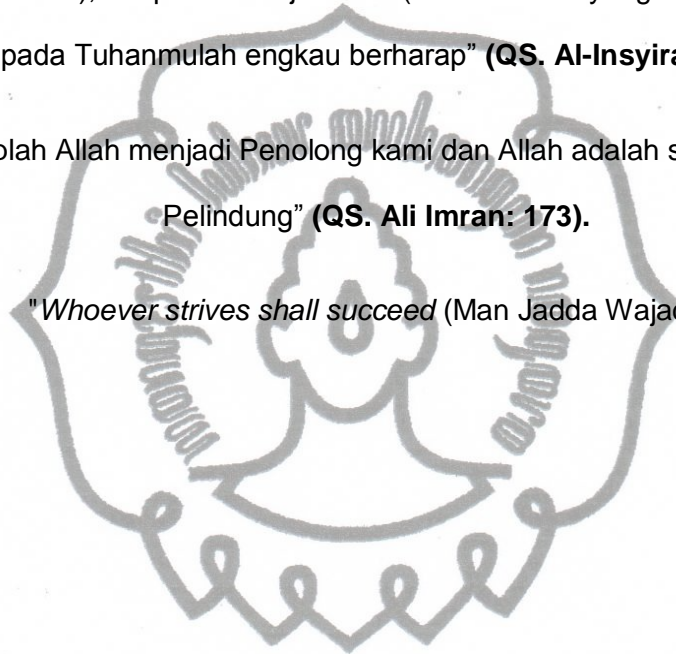 pada Tuhanmulah engkau berharap” (QS. Al-Insyira
olah Allah menjadi Penolong kami dan Allah adalah s
Pelindung” (QS. Ali Imran: 173).
"Whoever strives shall succeed (Man Jadda Waja